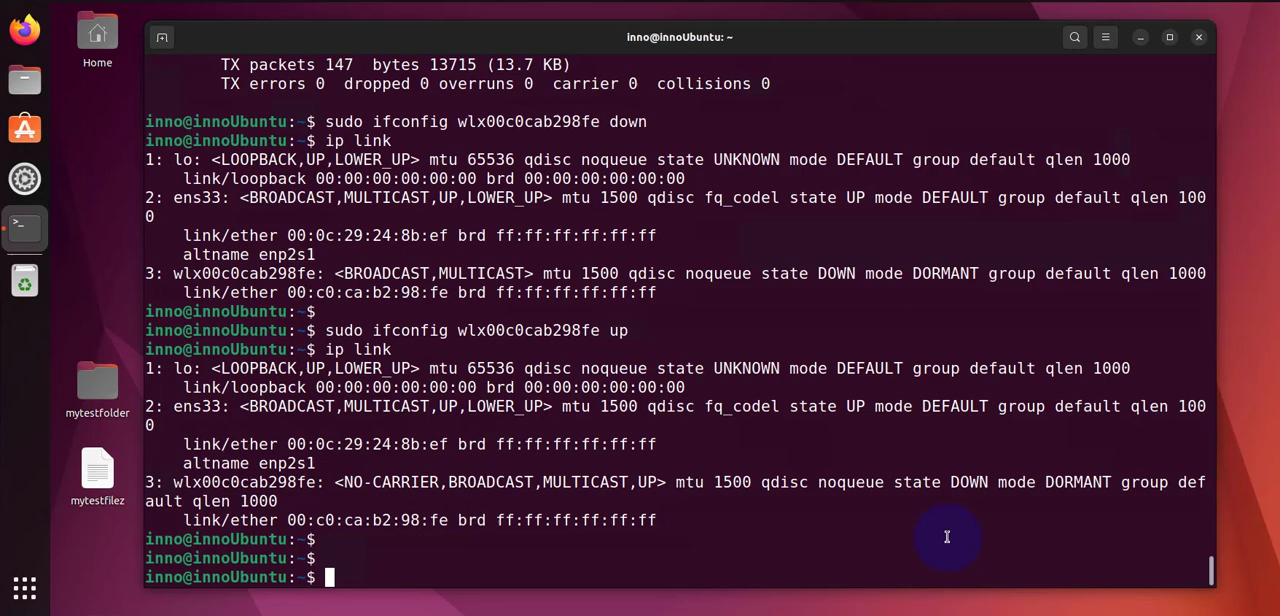 inno@innoUbuntu: ~
Home
mytestfolder
mytestfilez
TX packets 147  bytes 13715 (13.7 KB)
TX errors 0  dropped 0 overruns 0  carrier 0  collisions 0
inno@innoUbuntu:~$ sudo ifconfig wlx00c0cab298fe down
inno@innoUbuntu:~$ ip link
1: lo: <LOOPBACK,UP,LOWER_UP> mtu 65536 qdisc noqueue state UNKNOWN mode DEFAULT group default qlen 1000
link/loopback 00:00:00:00:00:00 brd 00:00:00:00:00:00
2: ens33: <BROADCAST,MULTICAST,UP,LOWER_UP> mtu 1500 qdisc fq_codel state UP mode DEFAULT group default qlen 100
0
link/ether 00:0c:29:24:8b:ef brd ff:ff:ff:ff:ff:ff
altname enp2s1
3: wlx00c0cab298fe: <BROADCAST,MULTICAST> mtu 1500 qdisc noqueue state DOWN mode DORMANT group default qlen 1000
link/ether 00:c0:ca:b2:98:fe brd ff:ff:ff:ff:ff:ff
inno@innoUbuntu:~$
inno@innoUbuntu:~$ sudo ifconfig wlx00c0cab298fe up
inno@innoUbuntu:~$ ip link
1: lo: <LOOPBACK,UP,LOWER_UP> mtu 65536 qdisc noqueue state UNKNOWN mode DEFAULT group default qlen 1000
link/loopback 00:00:00:00:00:00 brd 00:00:00:00:00:00
2: ens33: <BROADCAST,MULTICAST,UP,LOWER_UP> mtu 1500 qdisc fq_codel state UP mode DEFAULT group default qlen 100
0
link/ether 00:0c:29:24:8b:ef brd ff:ff:ff:ff:ff:ff
altname enp2s1
3: wlx00c0cab298fe: <NO-CARRIER,BROADCAST,MULTICAST,UP> mtu 1500 qdisc noqueue state DOWN mode DORMANT group def
ault qlen 1000
link/ether 00:c0:ca:b2:98:fe brd ff:ff:ff:ff:ff:ff
inno@innoUbuntu:~$
inno@innoUbuntu:~$
inno@innoUbuntu:~$